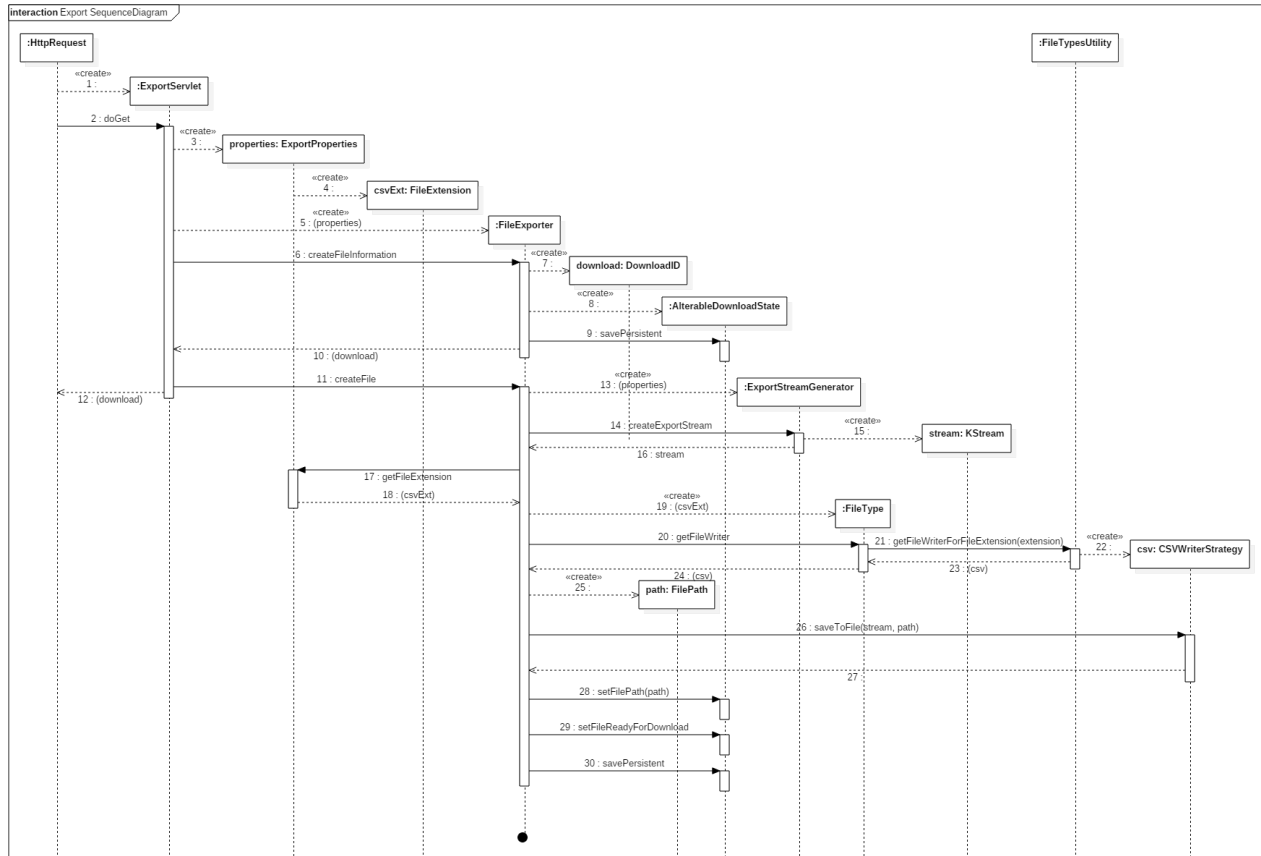 interaction Export SequenceDiagram
:HttpRequest
:FileTypesUtility
«create»
1 :
:ExportServlet
2 : doGet
«create»
3 :
properties: ExportProperties
«create»
4 :
csvExt: FileExtension
«create»
5 : (properties)
:FileExporter
6 : createFileInformation
«create»
7 :
download: DownloadID
«create»
8 :
:AlterableDownloadState
9 : savePersistent
10 : (download)
11 : createFile
12 : (download)
«create»
13 : (properties)
:ExportStreamGenerator
14 : createExportStream
«create»
15 :
stream: KStream
16 : stream
17 : getFileExtension
18 : (csvExt)
«create»
19 : (csvExt)
:FileType
20 : getFileWriter
21 : getFileWriterForFileExtension(extension)
«create»
22 :
csv: CSVWriterStrategy
23 : (csv)
24 : (csv)
«create»
25 :
path: FilePath
26 : saveToFile(stream, path)
27 :
28 : setFilePath(path)
29 : setFileReadyForDownload
30 : savePersistent